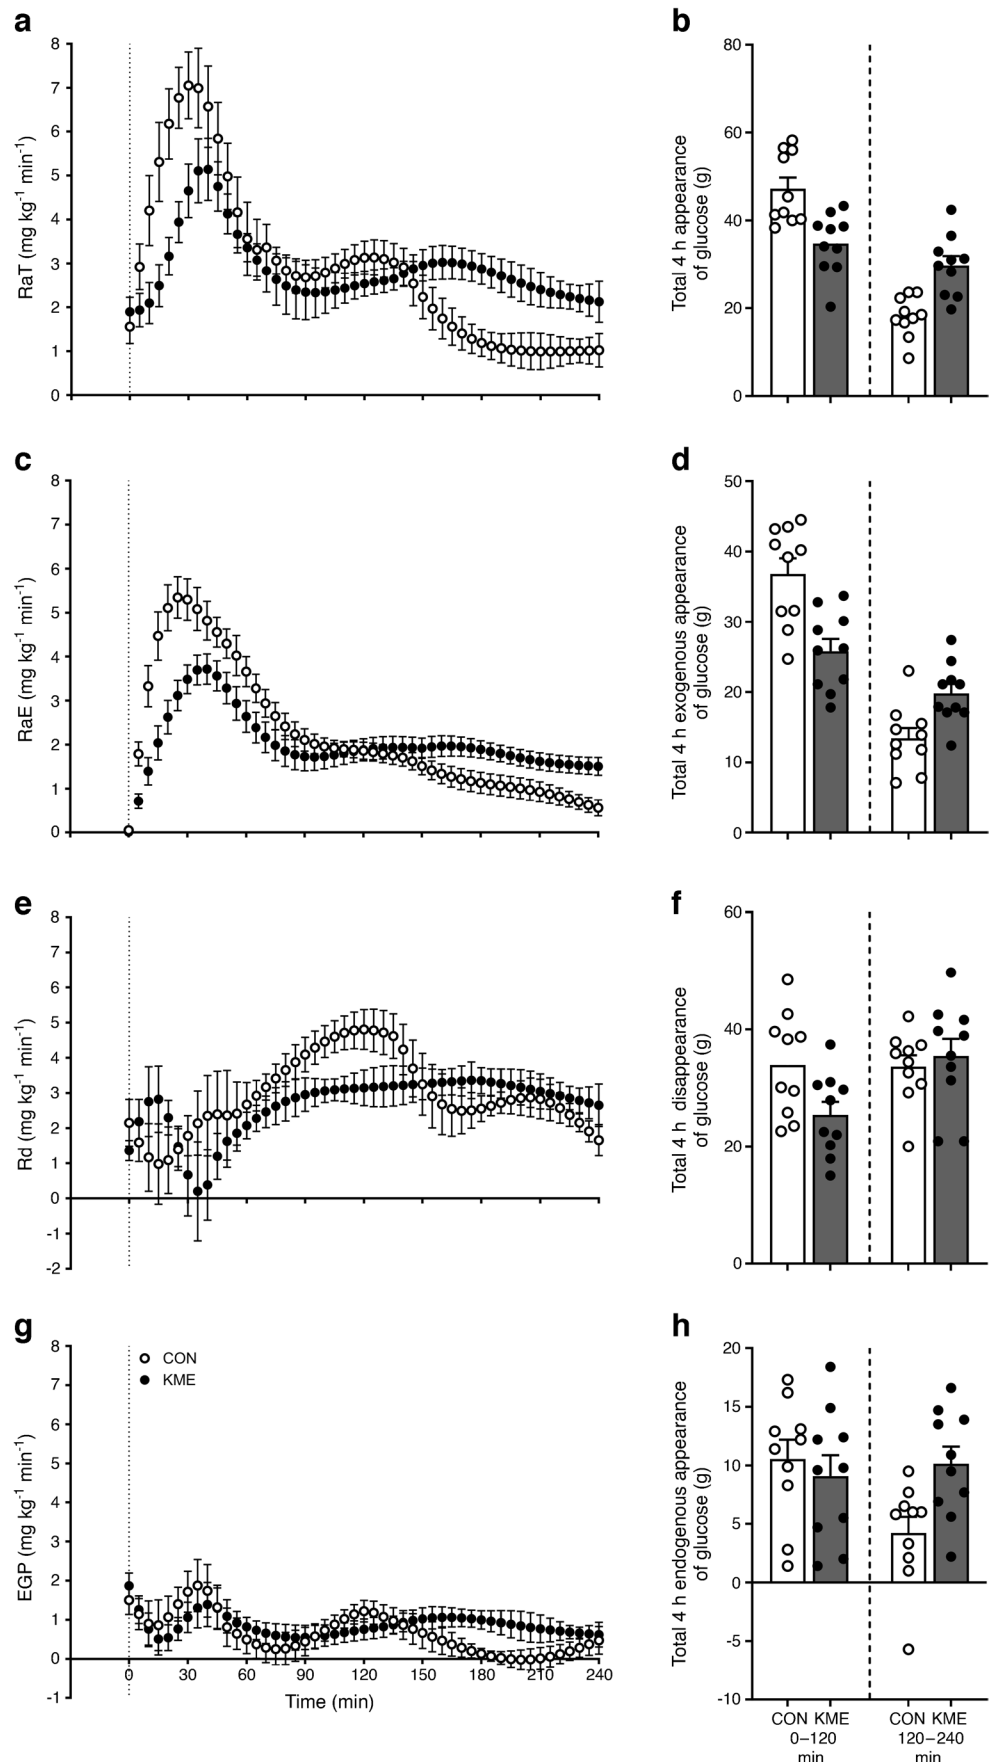 a
8
7
6
5
4
3
2
1
0
RaT (mg kg⁻¹ min⁻¹)
b
80
60
40
20
0
Total 4 h appearance
of glucose (g)
c
8
7
6
5
4
3
2
1
0
RaE (mg kg⁻¹ min⁻¹)
d
50
40
30
20
10
0
Total 4 h exogenous appearance
of glucose (g)
e
8
7
6
5
4
3
2
1
0
-1
-2
Rd (mg kg⁻¹ min⁻¹)
f
60
40
20
0
Total 4 h disappearance
of glucose (g)
g
8
7
6
5
4
3
2
1
0
-1
EGP (mg kg⁻¹ min⁻¹)
CON
KME
0 30 60 90 120 150 180 210 240
Time (min)
h
20
15
10
5
0
-5
-10
Total 4 h endogenous appearance
of glucose (g)
CON KME CON KME
0–120 120–240
min min